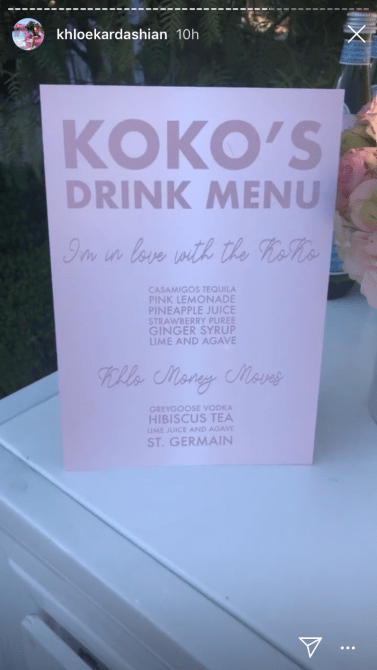 khloekardashian 10h
KOKO'S
DRINK MENU
I'm in love with the KoKo
CASAMIGOS TEQUILA
PINK LEMONADE
PINEAPPLE JUICE
STRAWBERRY PUREE
GINGER SYRUP
LIME AND AGAVE
Khlo Money Moves
GREYGOOSE VODKA
HIBISCUS TEA
LIME JUICE AND AGAVE
ST. GERMAIN